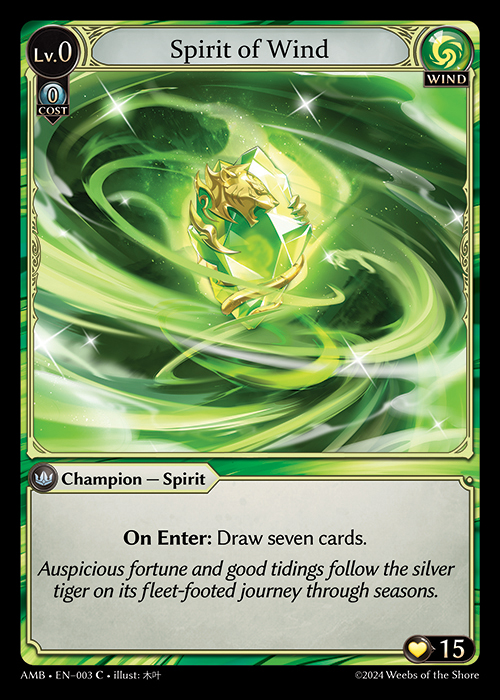 Lv.0
Spirit of Wind
WIND
0
COST
Champion — Spirit
On Enter: Draw seven cards.
Auspicious fortune and good tidings follow the silver
tiger on its fleet-footed journey through seasons.
15
AMB • EN-003 C • illust: 木叶
©2024 Weebs of the Shore